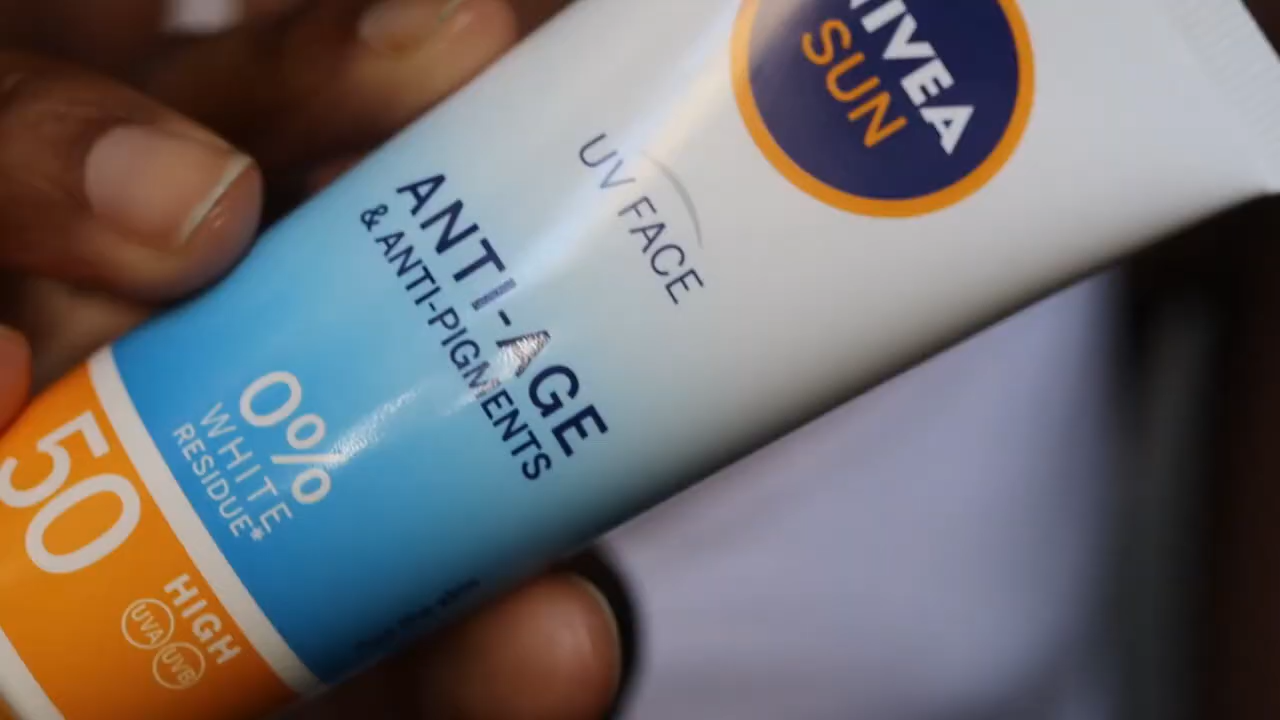 NIVEA
SUN
UV FACE
ANTI-AGE
& ANTI-PIGMENTS
0%
WHITE
RESIDUE*
50
HIGH
UVA
UVB